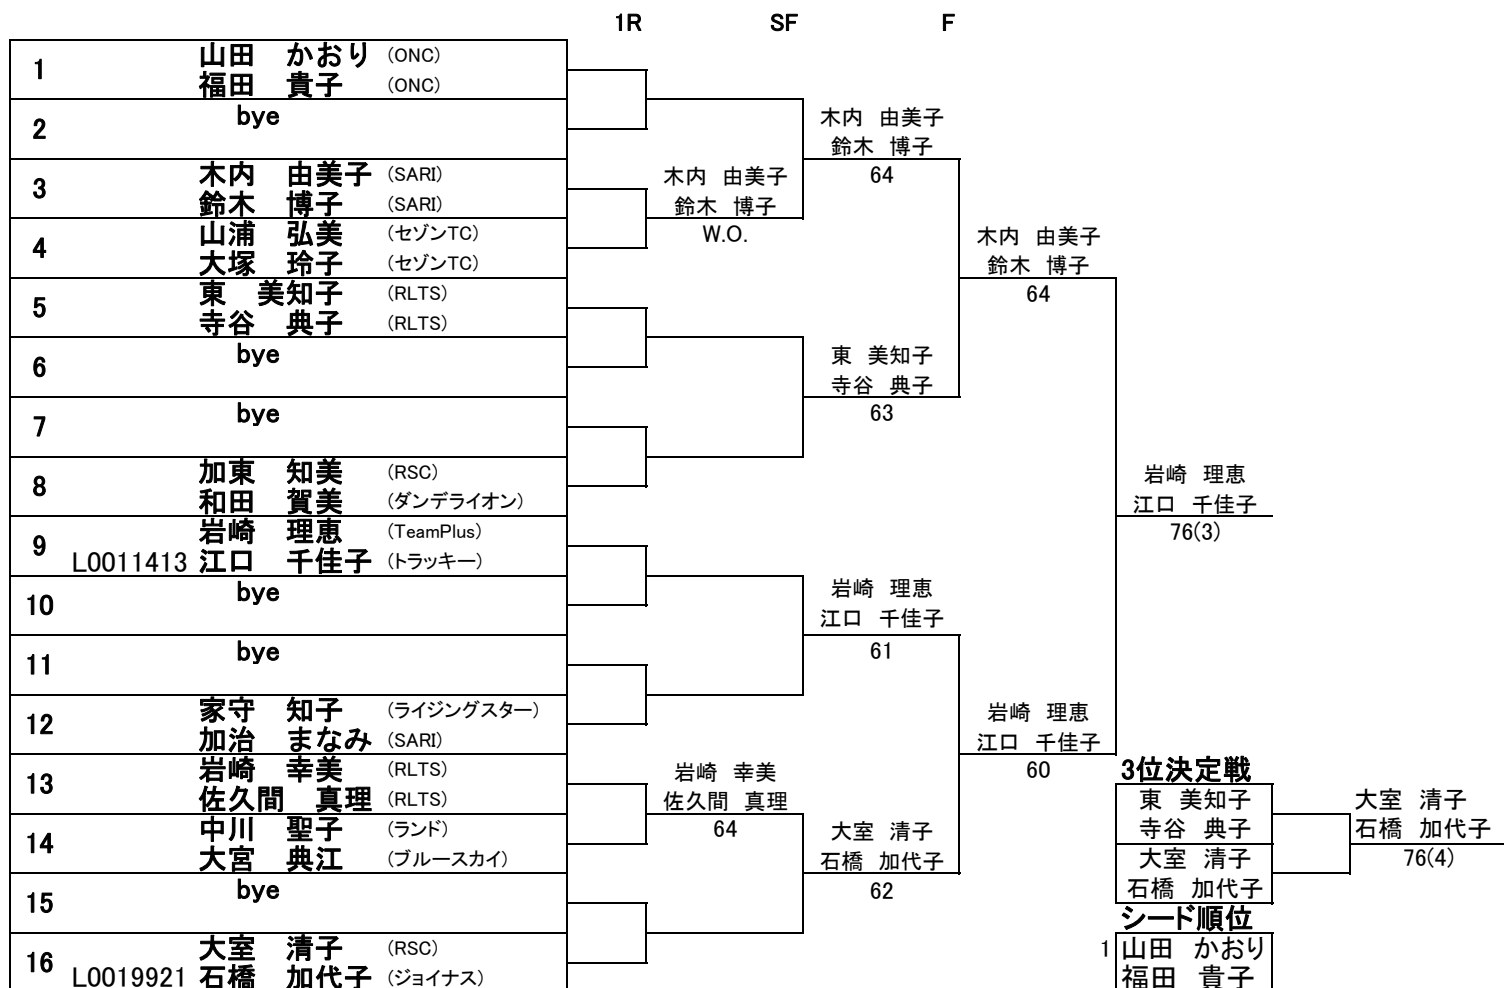 1R SF F
1 山田 かおり (ONC)
福田 貴子 (ONC)
2 bye
3 木内 由美子 (SARI)
鈴木 博子 (SARI)
4 山浦 弘美 (セゾンTC)
大塚 玲子 (セゾンTC)
5 東 美知子 (RLTS)
寺谷 典子 (RLTS)
6 bye
7 bye
8 加東 知美 (RSC)
和田 賀美 (ダンデライオン)
9 岩崎 理恵 (TeamPlus)
L0011413 江口 千佳子 (トラッキー)
10 bye
11 bye
12 家守 知子 (ライジングスター)
加治 まなみ (SARI)
13 岩崎 幸美 (RLTS)
佐久間 真理 (RLTS)
14 中川 聖子 (ランド)
大宮 典江 (ブルースカイ)
15 bye
16 大室 清子 (RSC)
L0019921 石橋 加代子 (ジョイナス)
木内 由美子
鈴木 博子
W.O.
岩崎 幸美
佐久間 真理
64
木内 由美子
鈴木 博子
64
東 美知子
寺谷 典子
63
岩崎 理恵
江口 千佳子
61
大室 清子
石橋 加代子
62
木内 由美子
鈴木 博子
64
岩崎 理恵
江口 千佳子
60
岩崎 理恵
江口 千佳子
76(3)
3位決定戦
東 美知子
寺谷 典子
大室 清子
石橋 加代子
大室 清子
石橋 加代子
76(4)
シード順位
1 山田 かおり
福田 貴子